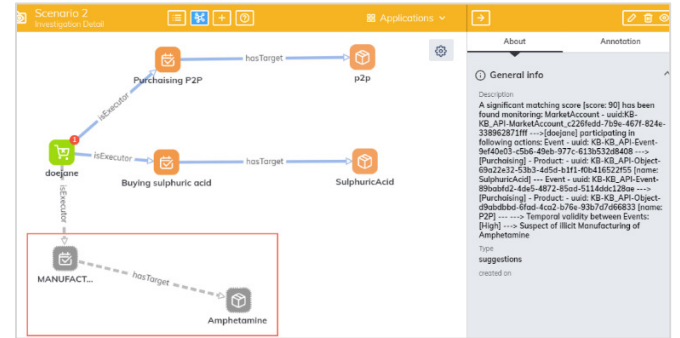 Scenario 2
Investigation Detail
Applications
Purchaising P2P
hasTarget
p2p
isExecutor
1
doejane
isExecutor
Buying sulphuric acid
hasTarget
SulphuricAcid
isExecutor
MANUFACT...
hasTarget
Amphetamine
About
Annotation
General info
Description
A significant matching score [score: 90] has been
found monitoring: MarketAccount - uuid:KB-
KB_API-MarketAccount_c226fedd-7b9e-467f-824e-
338962871fff --->[doejane] participating in
following actions: Event - uuid: KB-KB_API-Event-
9ef40e03-c5b6-49eb-977c-613b532d8408 --->
[Purchaising] - Product: - uuid: KB-KB_API-Object-
69a22e32-53b3-4d5d-b1f1-f0b416522f55 [name:
SulphuricAcid] --- Event - uuid: KB-KB_API-Event-
89babfd2-4de5-4872-85ad-5114ddc128ae --->
[Purchaising] - Product: - uuid: KB-KB_API-Object-
d9abdbbd-6fad-4ca2-b76e-93b7d7d66833 [name:
P2P] --- ---> Temporal validity between Events:
[High] ---> Suspect of illicit Manufacturing of
Amphetamine
Type
suggestions
created on